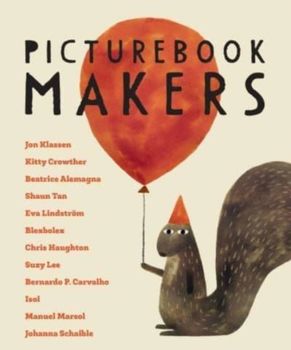 PICTUREBOOK
MAKERS
Jon Klassen
Kitty Crowther
Beatrice Alemagna
Shaun Tan
Eva Lindström
Blexbolex
Chris Haughton
Suzy Lee
Bernardo P. Carvalho
Isol
Manuel Marsol
Johanna Schaible